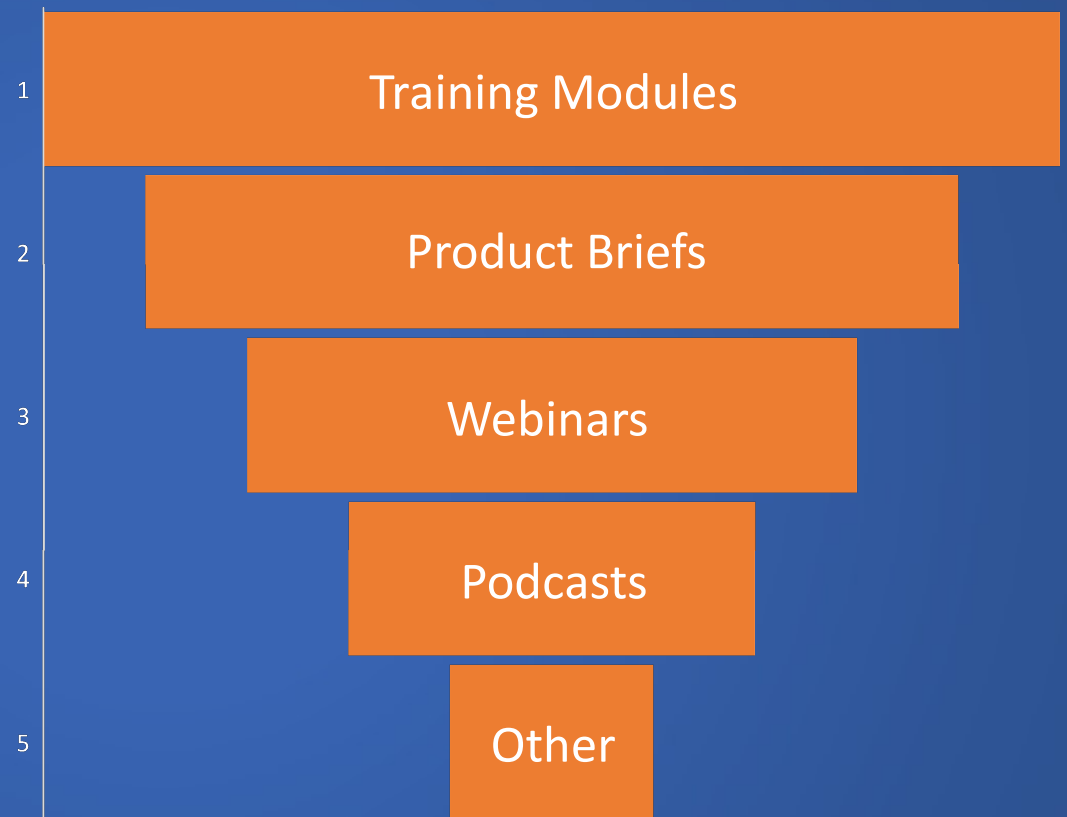 1 Training Modules
2 Product Briefs
3 Webinars
4 Podcasts
5 Other